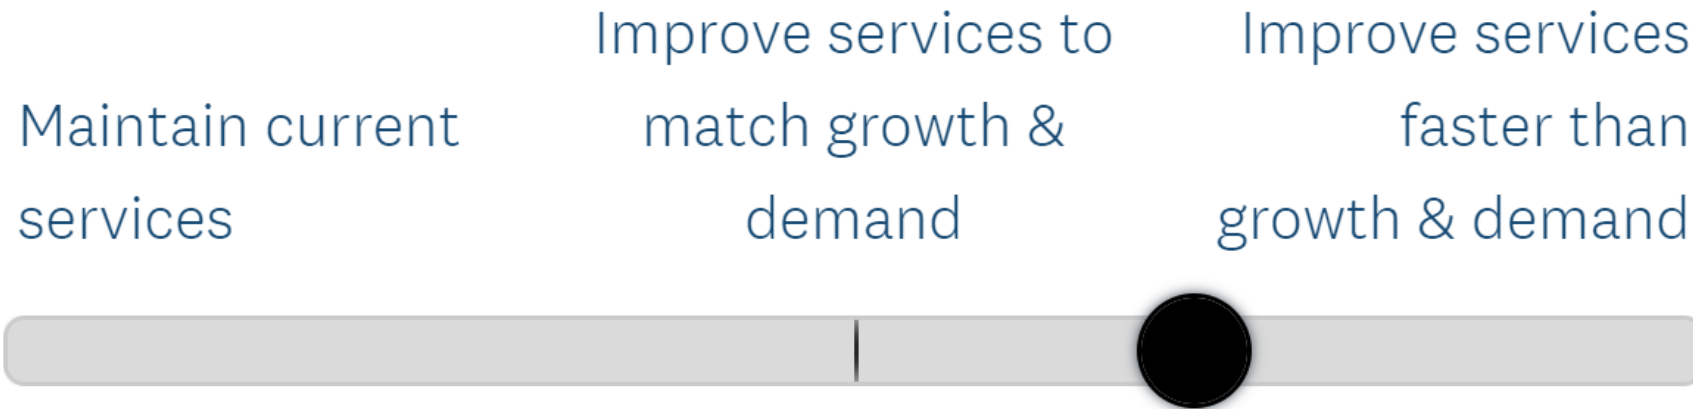 Maintain current
services
Improve services to
match growth &
demand
Improve services
faster than
growth & demand